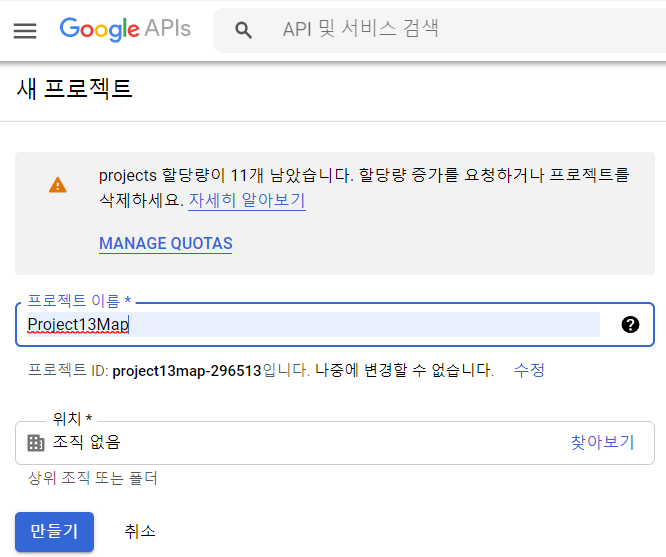 Google APIs API 및 서비스 검색
새 프로젝트
projects 할당량이 11개 남았습니다. 할당량 증가를 요청하거나 프로젝트를
삭제하세요. 자세히 알아보기
MANAGE QUOTAS
프로젝트 이름 *
Project13Map
프로젝트 ID: project13map-296513입니다. 나중에 변경할 수 없습니다. 수정
위치 *
조직 없음 찾아보기
상위 조직 또는 폴더
만들기 취소